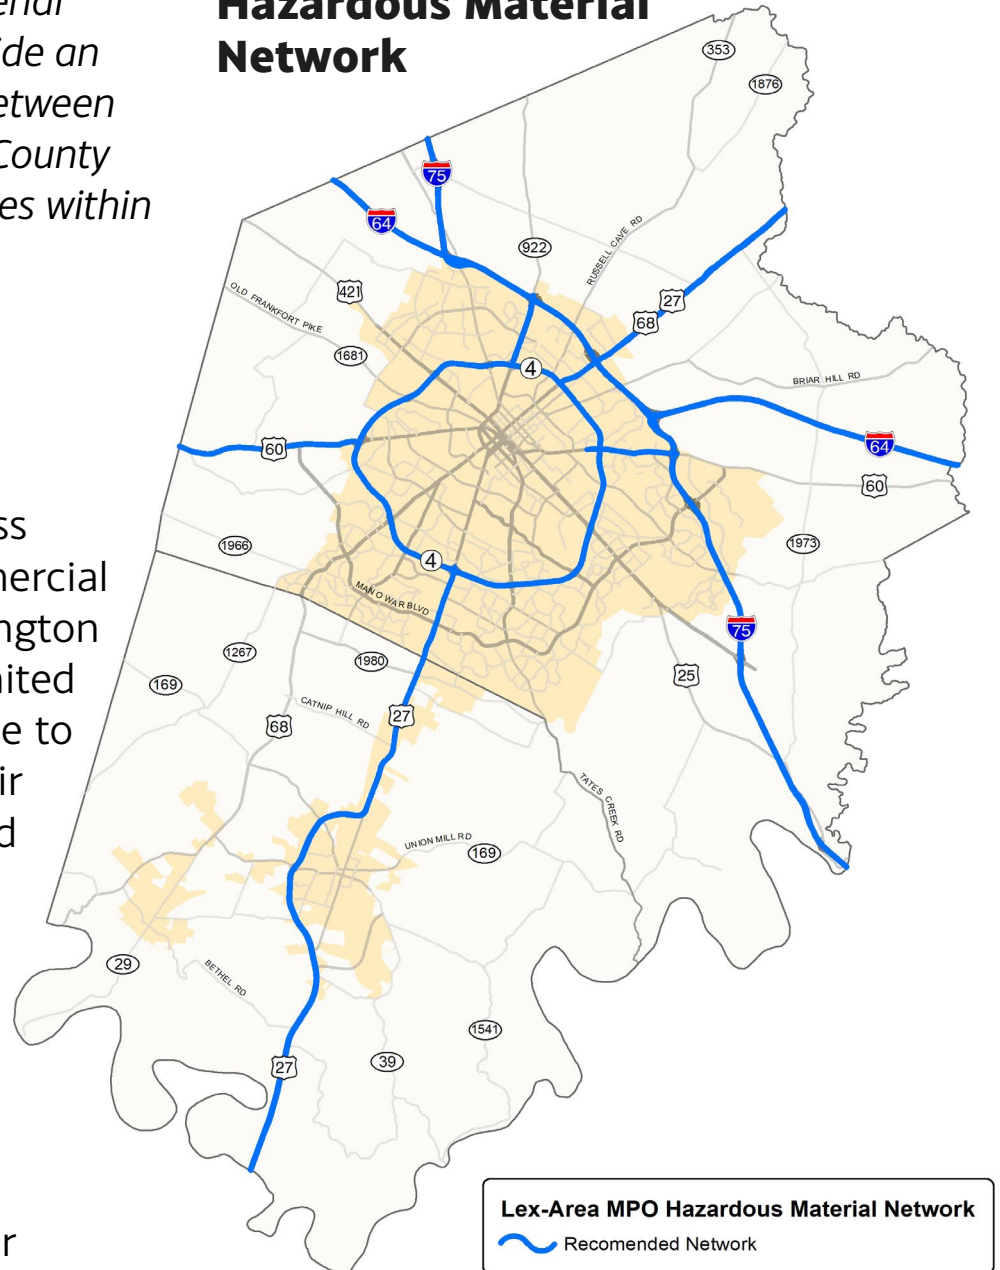 Hazardous Material
Network
ide an
etween
County
es within
ss
mercial
ngton
nited
e to
ir
d
r
353
1876
75
64
922
RUSSELL CAVE RD
421
27
68
OLD FRANKFORT PIKE
1681
4
BRIAR HILL RD
60
64
60
1966
4
1973
MAN O WAR BLVD
75
1267
1980
25
169
CATNIP HILL RD
27
68
TATES CREEK RD
UNION MILL RD
169
29
BETHEL RD
1541
39
27
Lex-Area MPO Hazardous Material Network
Recomended Network